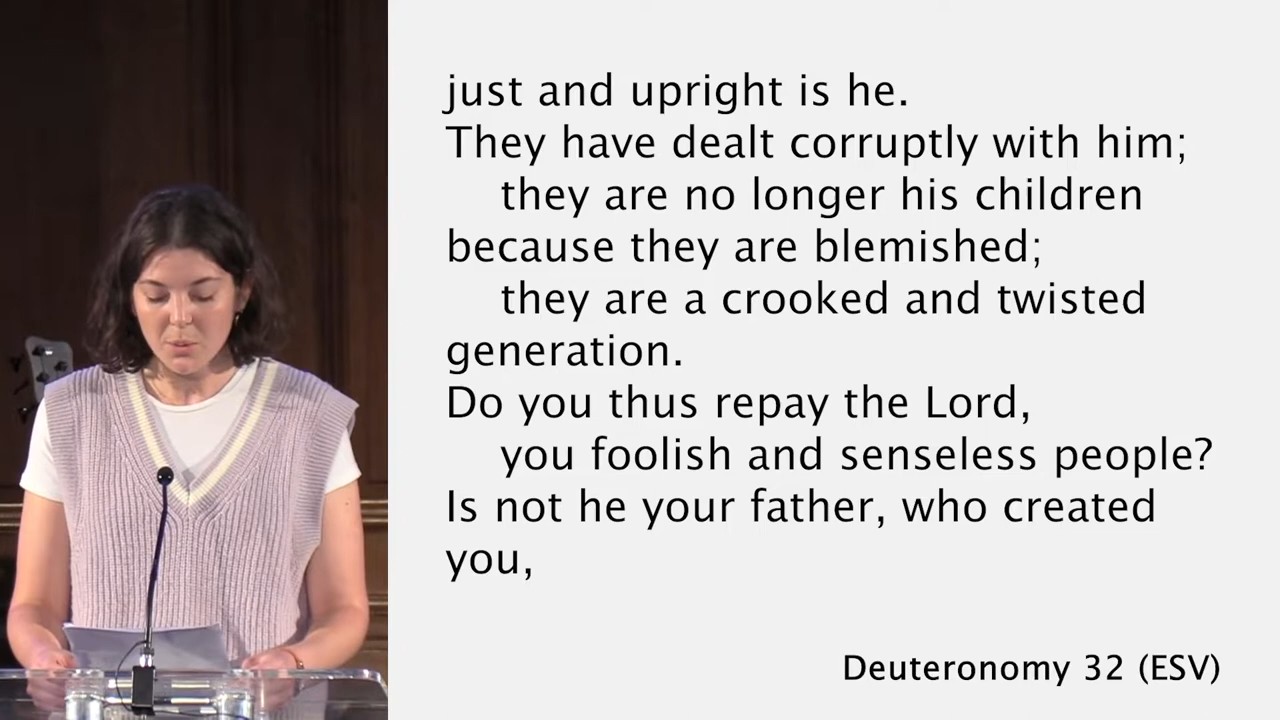 just and upright is he.
They have dealt corruptly with him;
they are no longer his children
because they are blemished;
they are a crooked and twisted
generation.
Do you thus repay the Lord,
you foolish and senseless people?
Is not he your father, who created
you,
Deuteronomy 32 (ESV)